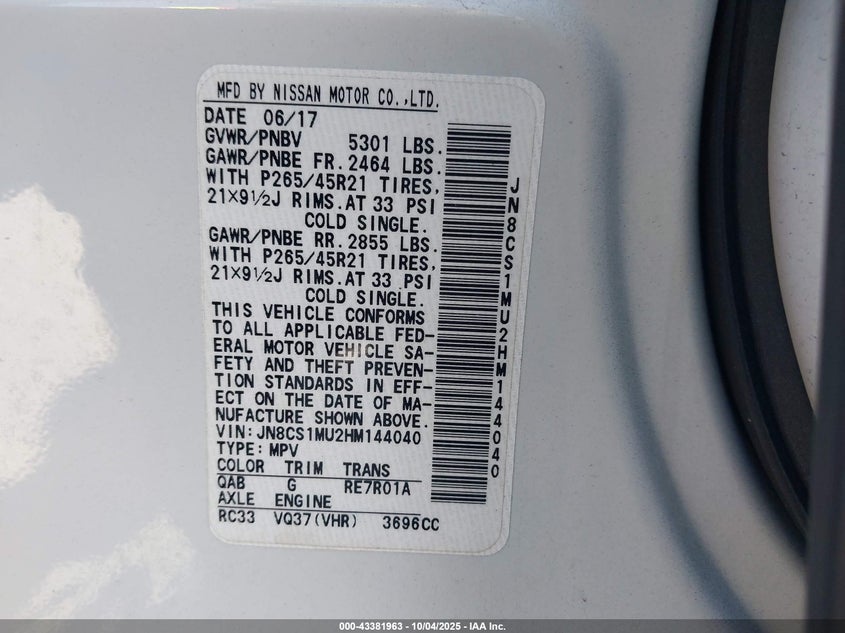 MFD BY NISSAN MOTOR CO.,LTD.
DATE 06/17
GVWR/PNBV 5301 LBS.
GAWR/PNBE FR. 2464 LBS.
WITH P265/45R21 TIRES,
21×9½J RIMS.AT 33 PSI
COLD SINGLE.
GAWR/PNBE RR. 2855 LBS.
WITH P265/45R21 TIRES,
21×9½J RIMS.AT 33 PSI
COLD SINGLE.
THIS VEHICLE CONFORMS
TO ALL APPLICABLE FED-
ERAL MOTOR VEHICLE SA-
FETY AND THEFT PREVEN-
TION STANDARDS IN EFF-
ECT ON THE DATE OF MA-
NUFACTURE SHOWN ABOVE.
VIN: JN8CS1MU2HM144040
TYPE: MPV
COLOR TRIM TRANS
QAB G RE7R01A
AXLE ENGINE
RC33 VQ37(VHR) 3696CC
JN8CS1MU2HM144040
000-43381963 - 10/04/2025 - IAA Inc.